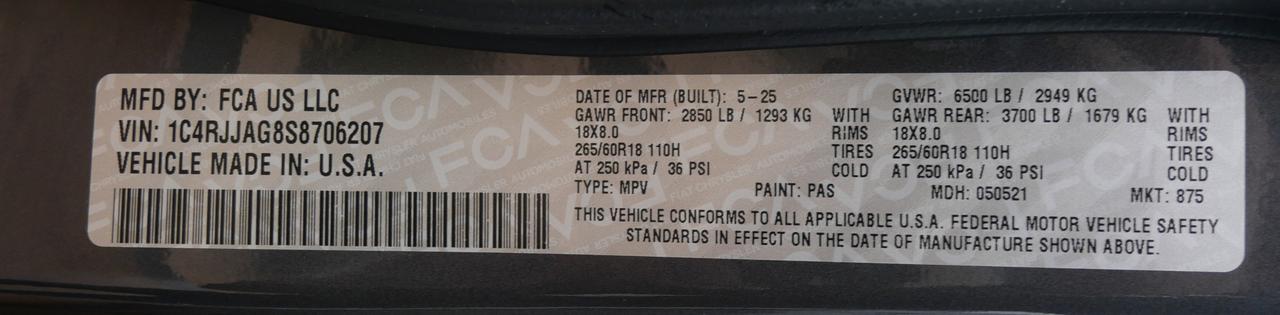 MFD BY: FCA US LLC
VIN: 1C4RJJAG8S8706207
VEHICLE MADE IN: U.S.A.
DATE OF MFR (BUILT): 5-25
GAWR FRONT: 2850 LB / 1293 KG WITH
18X8.0 RIMS
265/60R18 110H TIRES
AT 250 kPa / 36 PSI COLD
GVWR: 6500 LB / 2949 KG
GAWR REAR: 3700 LB / 1679 KG WITH
18X8.0 RIMS
265/60R18 110H TIRES
AT 250 kPa / 36 PSI COLD
TYPE: MPV PAINT: PAS MDH: 050521 MKT: 875
THIS VEHICLE CONFORMS TO ALL APPLICABLE U.S.A. FEDERAL MOTOR VEHICLE SAFETY
STANDARDS IN EFFECT ON THE DATE OF MANUFACTURE SHOWN ABOVE.